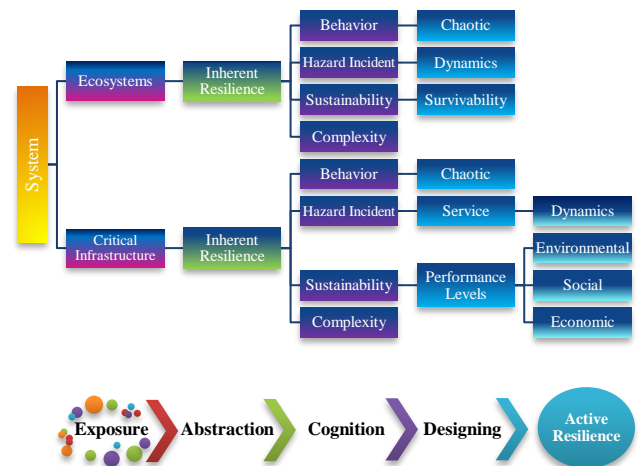 Behavior
Chaotic
Hazard Incident
Dynamics
Ecosystems
Inherent
Resilience
Sustainability
Survivability
Complexity
System
Behavior
Chaotic
Hazard Incident
Service
Dynamics
Critical
Infrastructure
Inherent
Resilience
Environmental
Sustainability
Performance
Levels
Social
Complexity
Economic
Exposure
Abstraction
Cognition
Designing
Active
Resilience